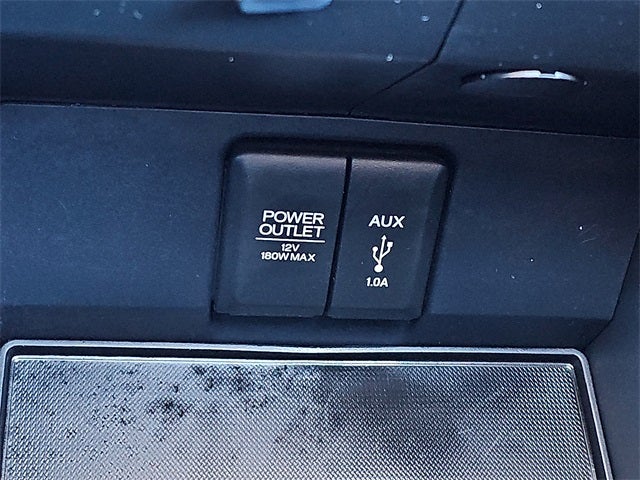 POWER
OUTLET
12V
180W MAX
AUX
1.0A